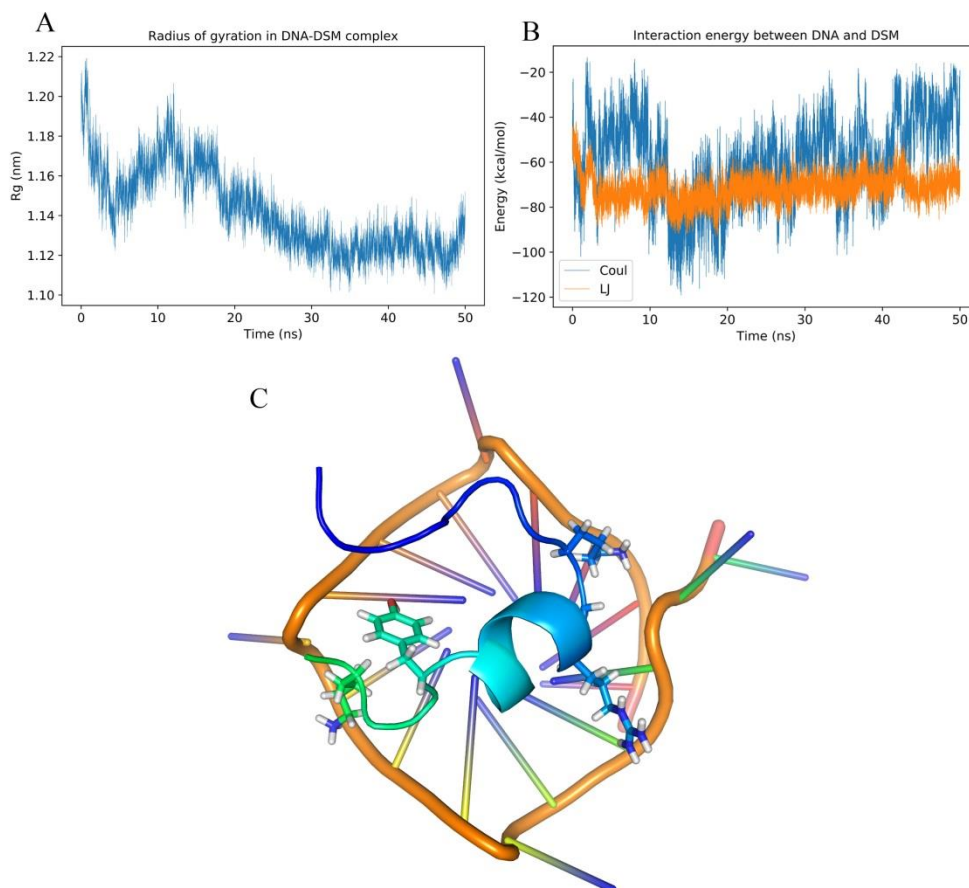 A
Radius of gyration in DNA-DSM complex
Rg (nm)
1.22
1.20
1.18
1.16
1.14
1.12
1.10
0
10
20
30
40
50
Time (ns)
B
Interaction energy between DNA and DSM
Energy (kcal/mol)
−20
−40
−60
−80
−100
−120
Coul
LJ
0
10
20
30
40
50
Time (ns)
C